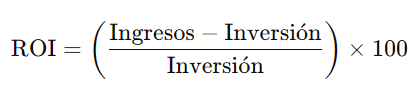 ROI = ( Ingresos − Inversión / Inversión ) × 100